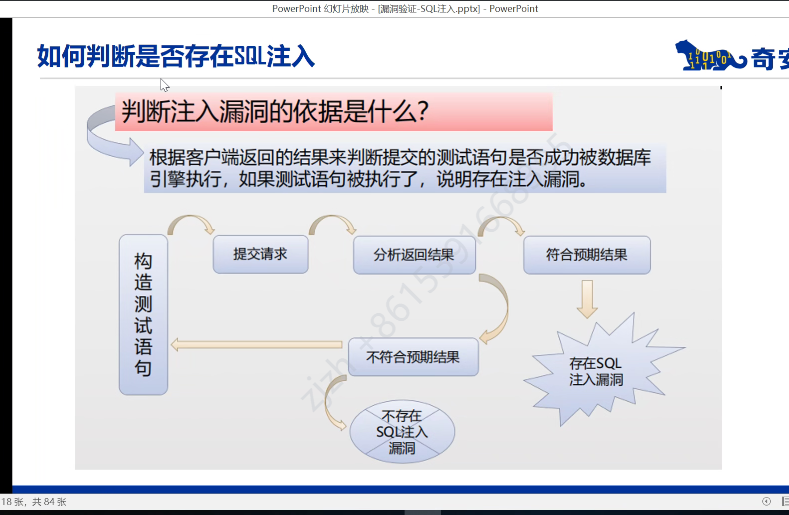 PowerPoint 幻灯片放映 - [漏洞验证-SQL注入.pptx] - PowerPoint
如何判断是否存在SQL注入
奇安
判断注入漏洞的依据是什么?
根据客户端返回的结果来判断提交的测试语句是否成功被数据库
引擎执行，如果测试语句被执行了，说明存在注入漏洞。
构造测试语句
提交请求
分析返回结果
符合预期结果
不符合预期结果
存在SQL
注入漏洞
不存在
SQL注入
漏洞
18 张，共 84 张